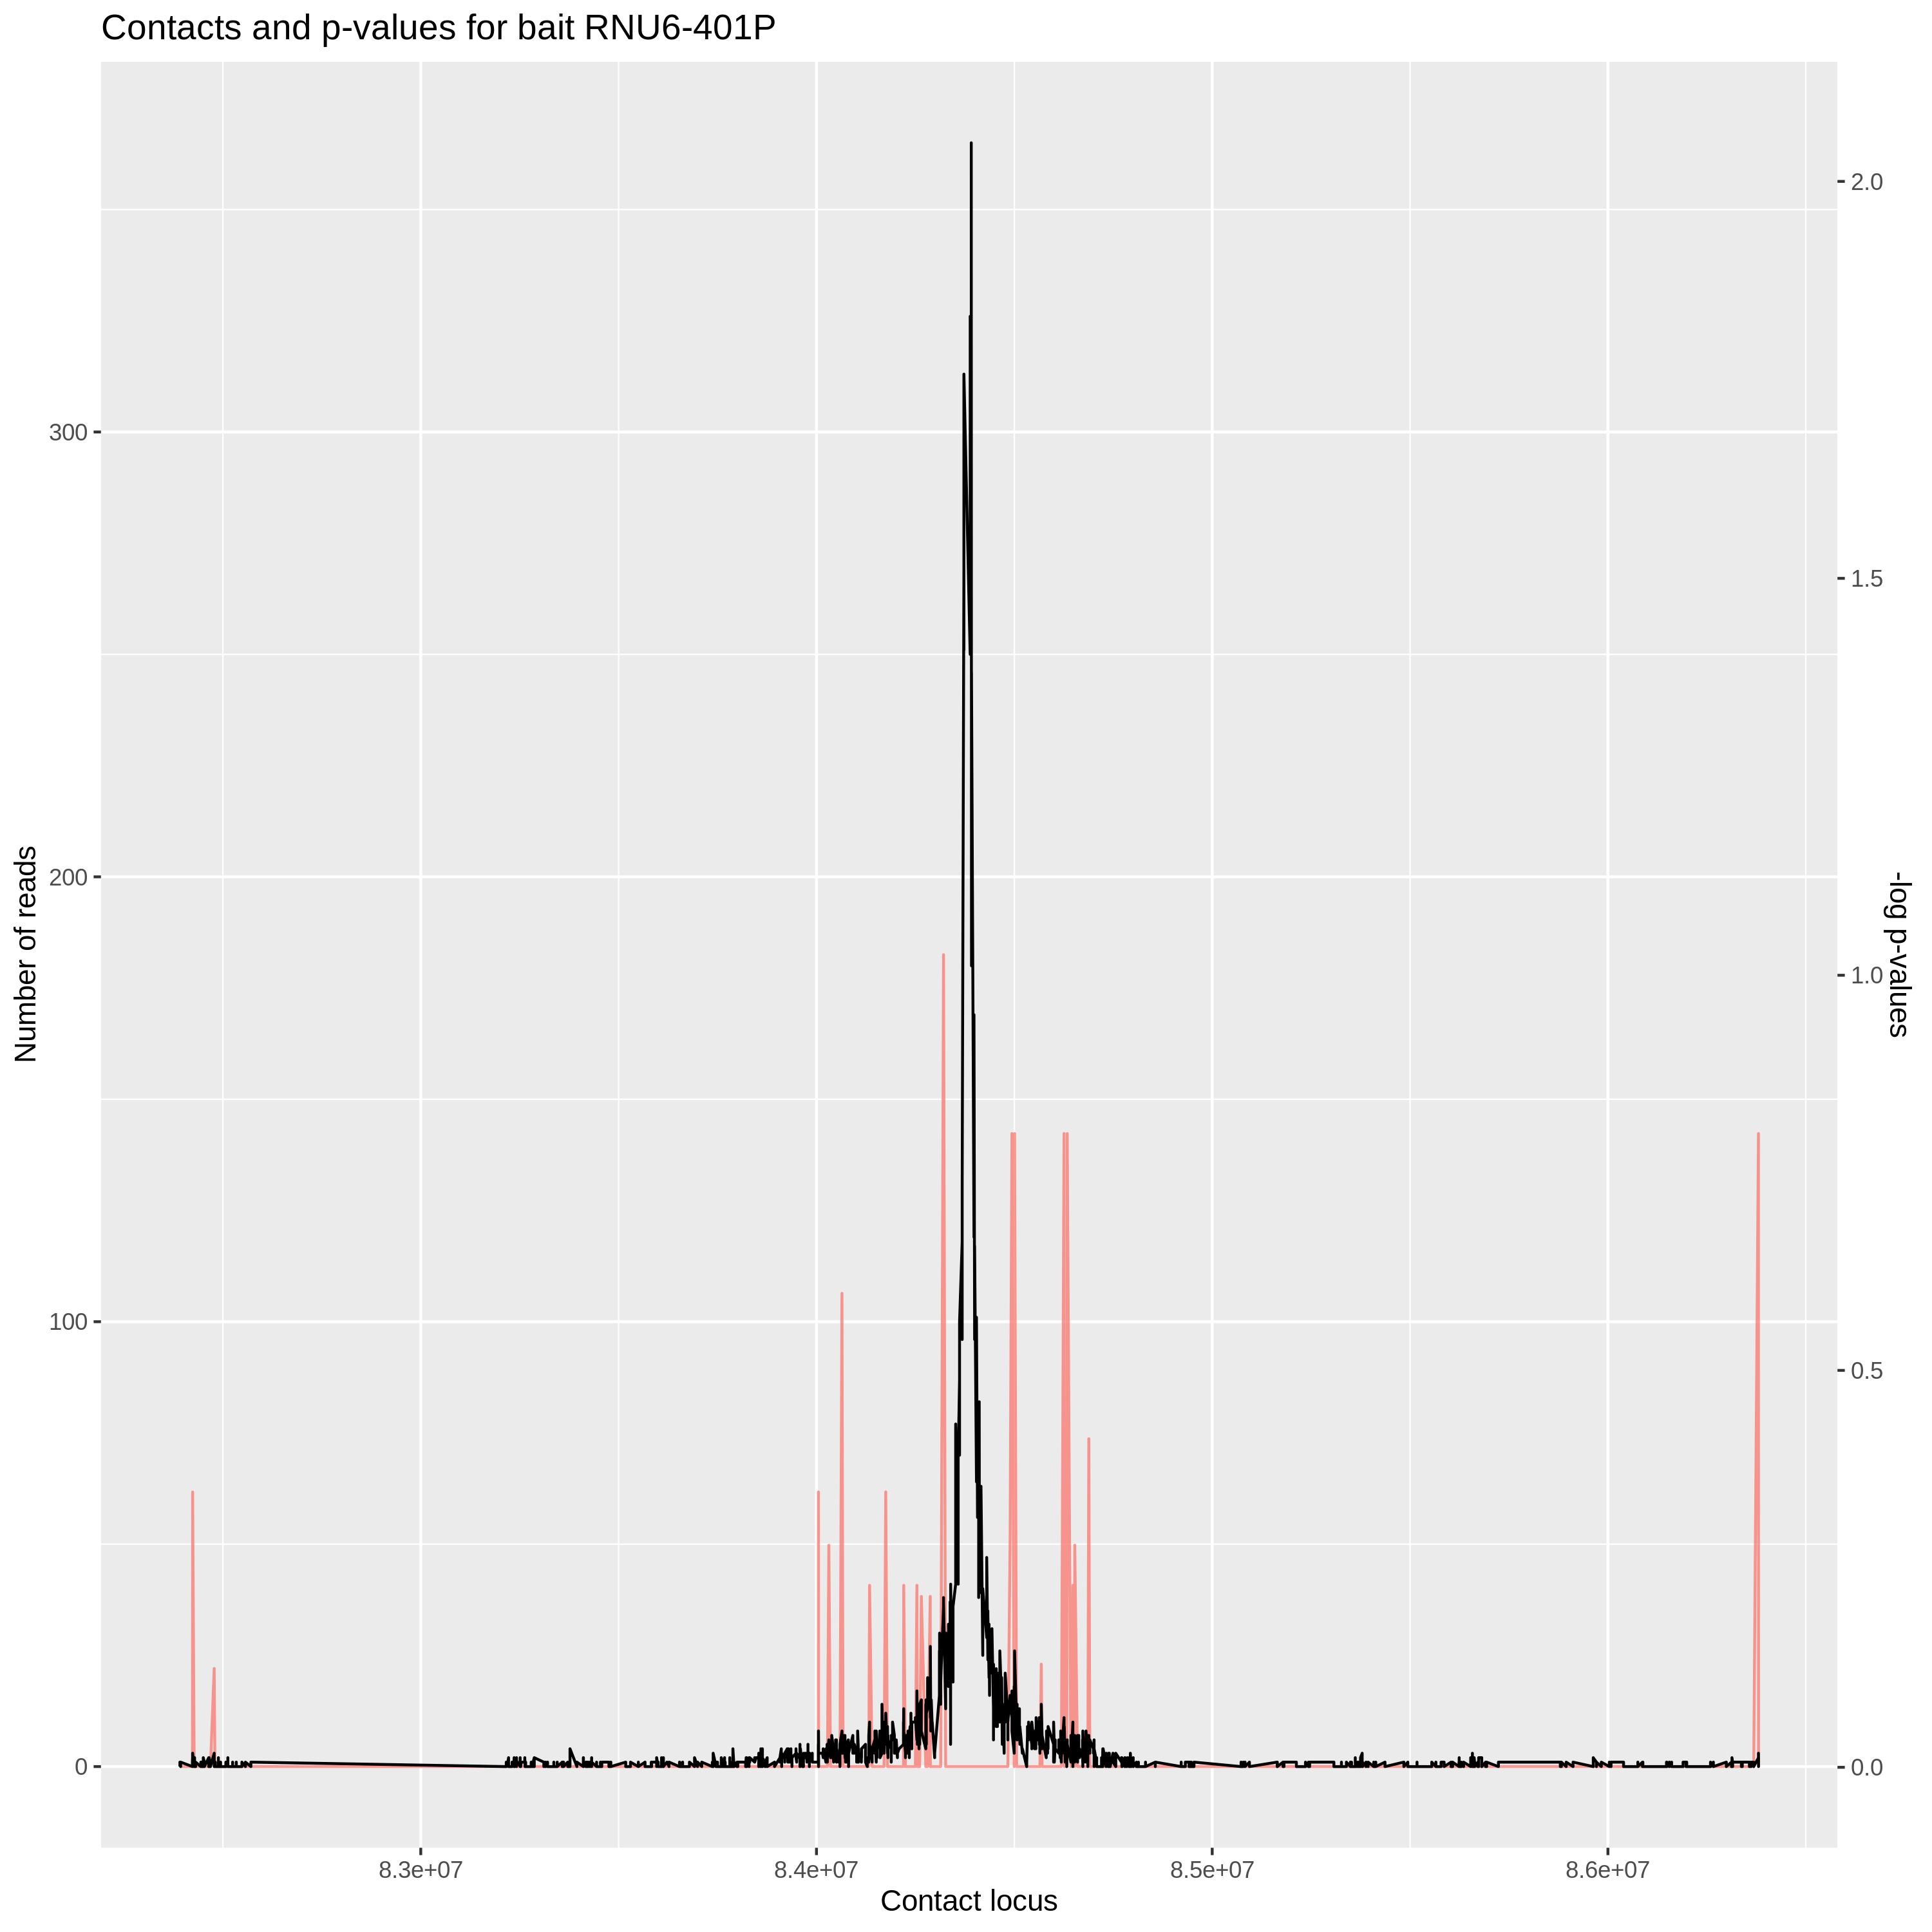 Contacts and p-values for bait RNU6-401P
Number of reads
300
200
100
0
2.0
1.5
1.0
0.5
0.0
-log p-values
8.3e+07
8.4e+07
8.5e+07
8.6e+07
Contact locus